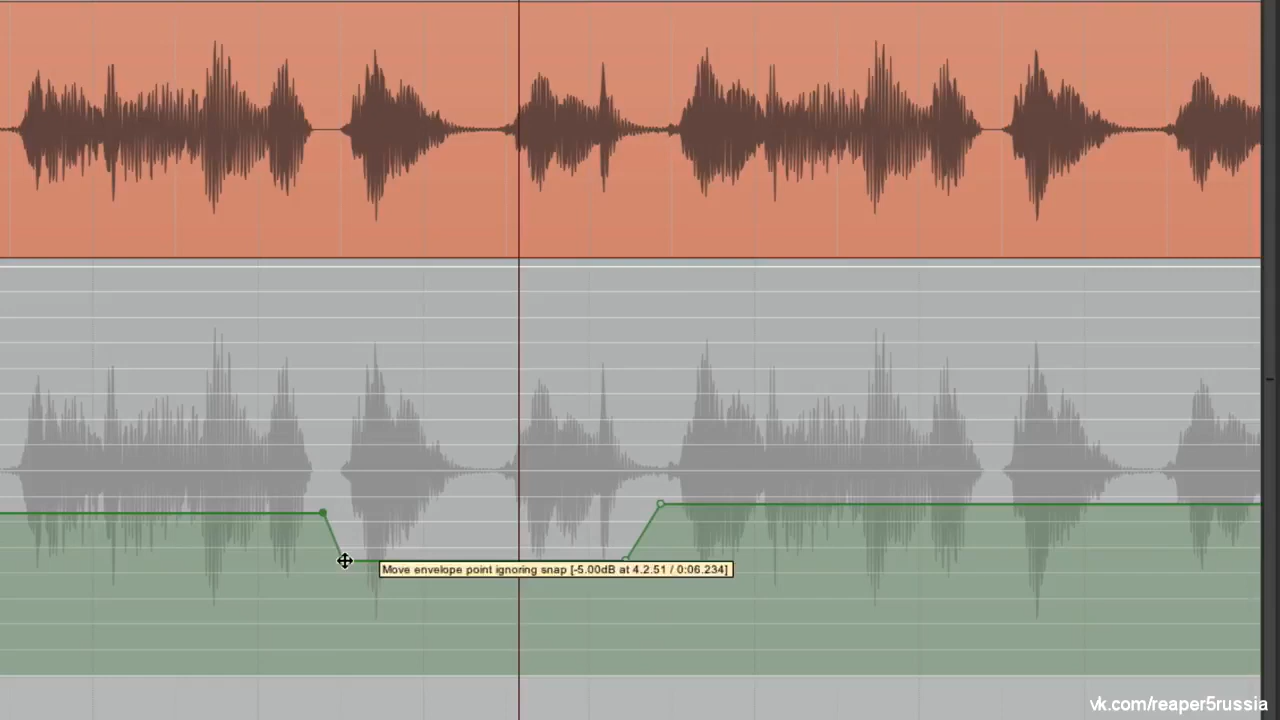 Move envelope point ignoring snap [-5.00dB at 4.2.51 / 0:06.234]
vk.com/reaper5russia